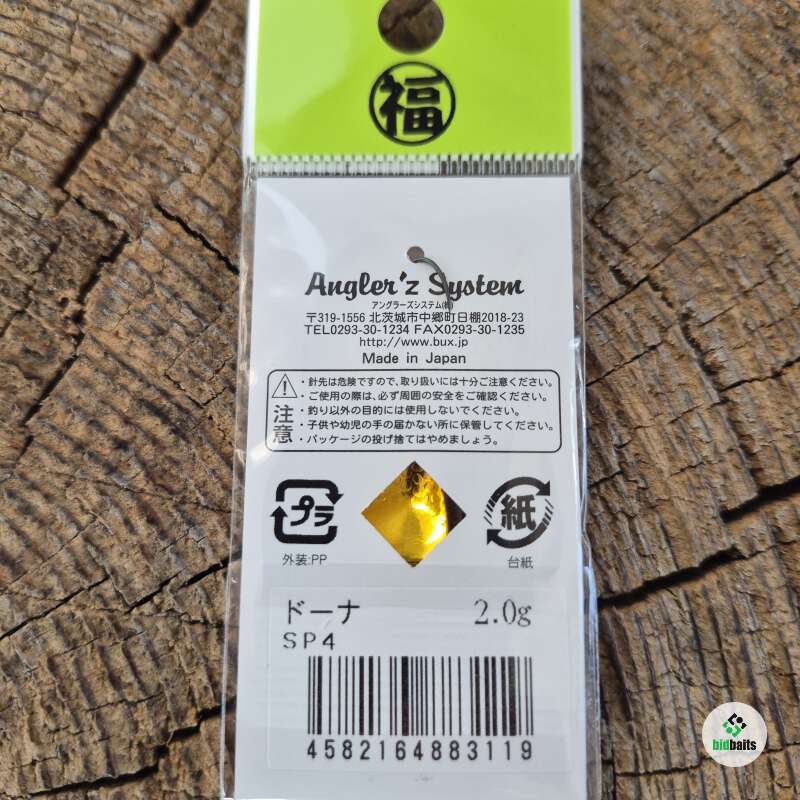 福
Angler'z System
アングラーズシステム(株)
〒319-1556 北茨城市中郷町日棚2018-23
TEL0293-30-1234 FAX0293-30-1235
http://www.bux.jp
Made in Japan
注意
・針先は危険ですので、取り扱いには十分ご注意ください。
・ご使用の際は、必ず周囲の安全をご確認ください。
・釣り以外の目的には使用しないでください。
・子供や幼児の手の届かない所に保管してください。
・パッケージの投げ捨てはやめましょう。
プラ
外装:PP
紙
台紙
ドーナ 2.0g
SP4
4582164883119
bidbaits